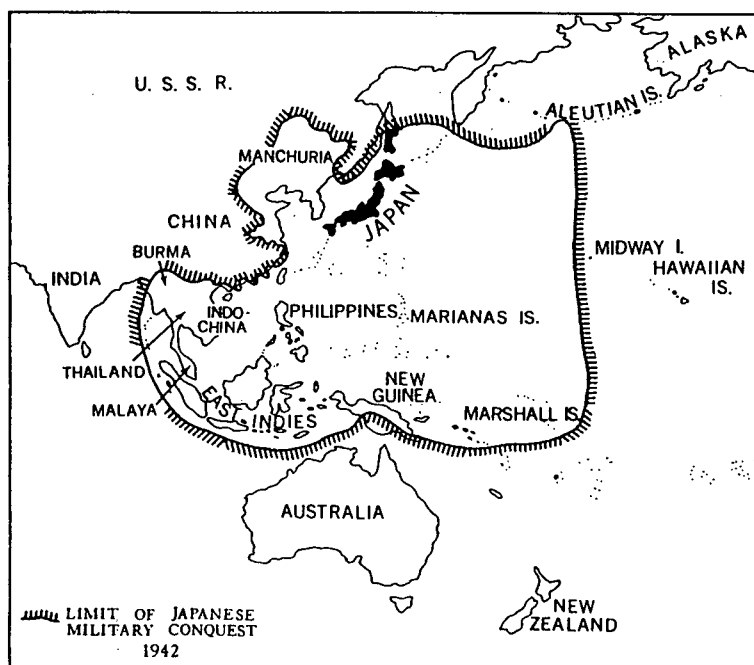 ALASKA
U. S. S. R.
ALEUTIAN IS.
MANCHURIA
JAPAN
CHINA
BURMA
MIDWAY I.
INDIA
HAWAIIAN
IS.
INDO-
CHINA
PHILIPPINES
MARIANAS IS.
THAILAND
NEW
GUINEA
MALAYA
EAST
INDIES
MARSHALL IS.
AUSTRALIA
LIMIT OF JAPANESE
MILITARY CONQUEST
1942
NEW
ZEALAND